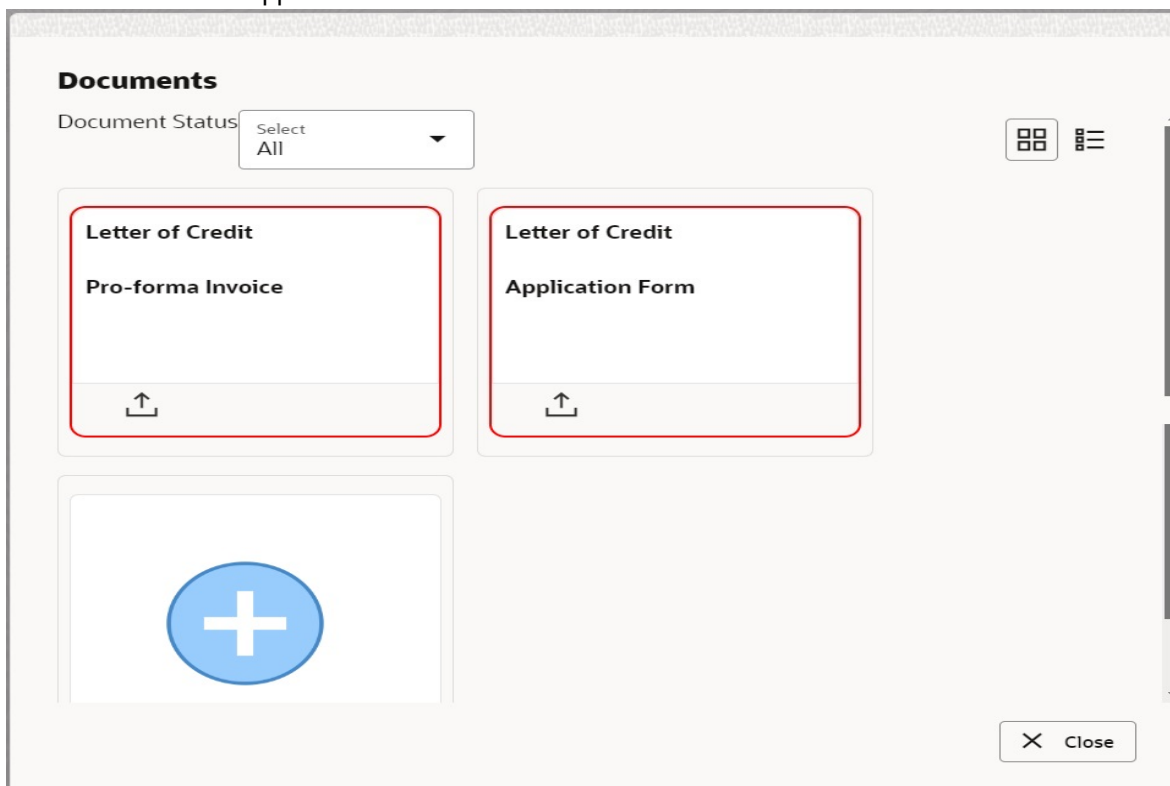 Documents
Document Status
Select
All
Letter of Credit
Pro-forma Invoice
Letter of Credit
Application Form
Close